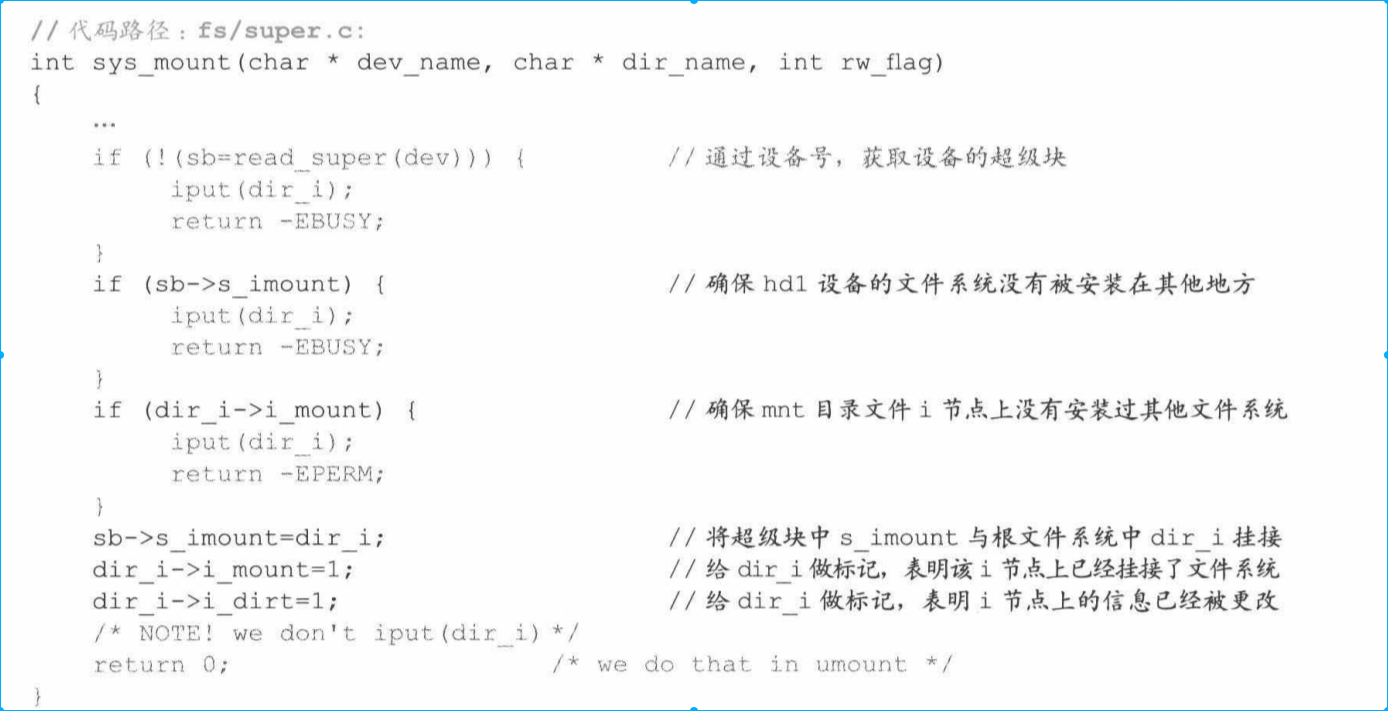 // 代码路径：fs/super.c:
int sys_mount(char * dev_name, char * dir_name, int rw_flag)
{
    …
    if (!(sb=read_super(dev))) {                // 通过设备号，获取设备的超级块
        iput(dir_i);
        return -EBUSY;
    }
    if (sb->s_imount) {                         // 确保 hd1 设备的文件系统没有被安装在其他地方
        iput(dir_i);
        return -EBUSY;
    }
    if (dir_i->i_mount) {                       // 确保 mnt 目录文件 i 节点上没有安装过其他文件系统
        iput(dir_i);
        return -EPERM;
    }
    sb->s_imount=dir_i;                         // 将超级块中 s_imount 与根文件系统中 dir_i 挂接
    dir_i->i_mount=1;                           // 给 dir_i 做标记，表明该 i 节点上已经挂接了文件系统
    dir_i->i_dirt=1;                            // 给 dir_i 做标记，表明 i 节点上的信息已经被更改
    /* NOTE! we don't iput(dir_i) */
    return 0;                           /* we do that in umount */
}